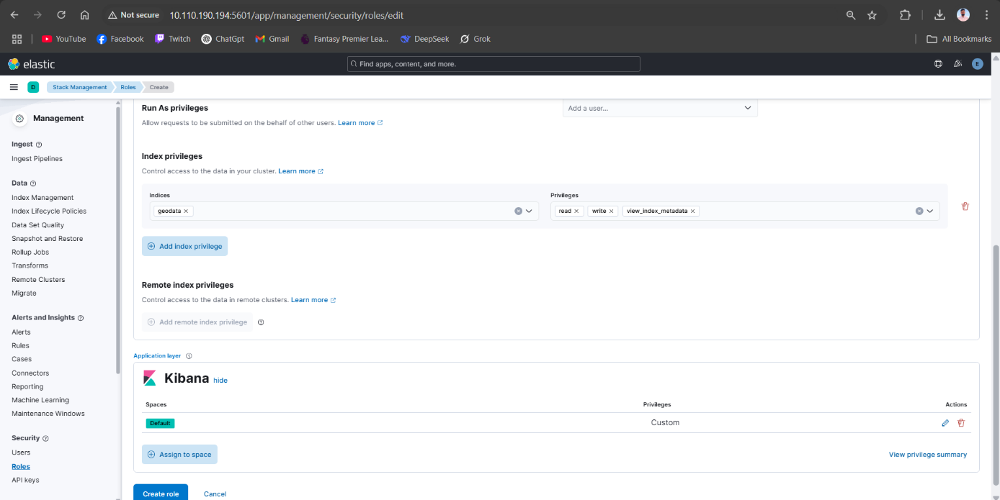 Not secure 10.110.190.194:5601/app/management/security/roles/edit
YouTube Facebook Twitch ChatGpt Gmail Fantasy Premier Lea... DeepSeek Grok All Bookmarks
elastic Find apps, content, and more. E
D Stack Management Roles Create
Management
Ingest
Ingest Pipelines
Data
Index Management
Index Lifecycle Policies
Data Set Quality
Snapshot and Restore
Rollup Jobs
Transforms
Remote Clusters
Migrate
Alerts and Insights
Alerts
Rules
Cases
Connectors
Reporting
Machine Learning
Maintenance Windows
Security
Users
Roles
API keys
Run As privileges
Add a user...
Allow requests to be submitted on the behalf of other users. Learn more
Index privileges
Control access to the data in your cluster. Learn more
Indices Privileges
geodata read write view_index_metadata
Add index privilege
Remote index privileges
Control access to the data in remote clusters. Learn more
Add remote index privilege
Application layer
Kibana hide
Spaces Privileges Actions
Default Custom
Assign to space View privilege summary
Create role Cancel